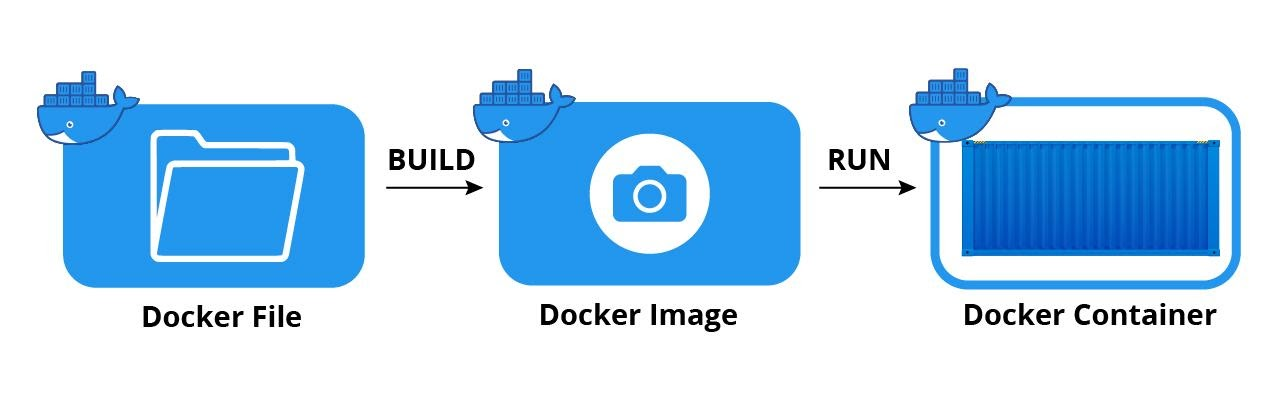 BUILD
RUN
Docker File
Docker Image
Docker Container